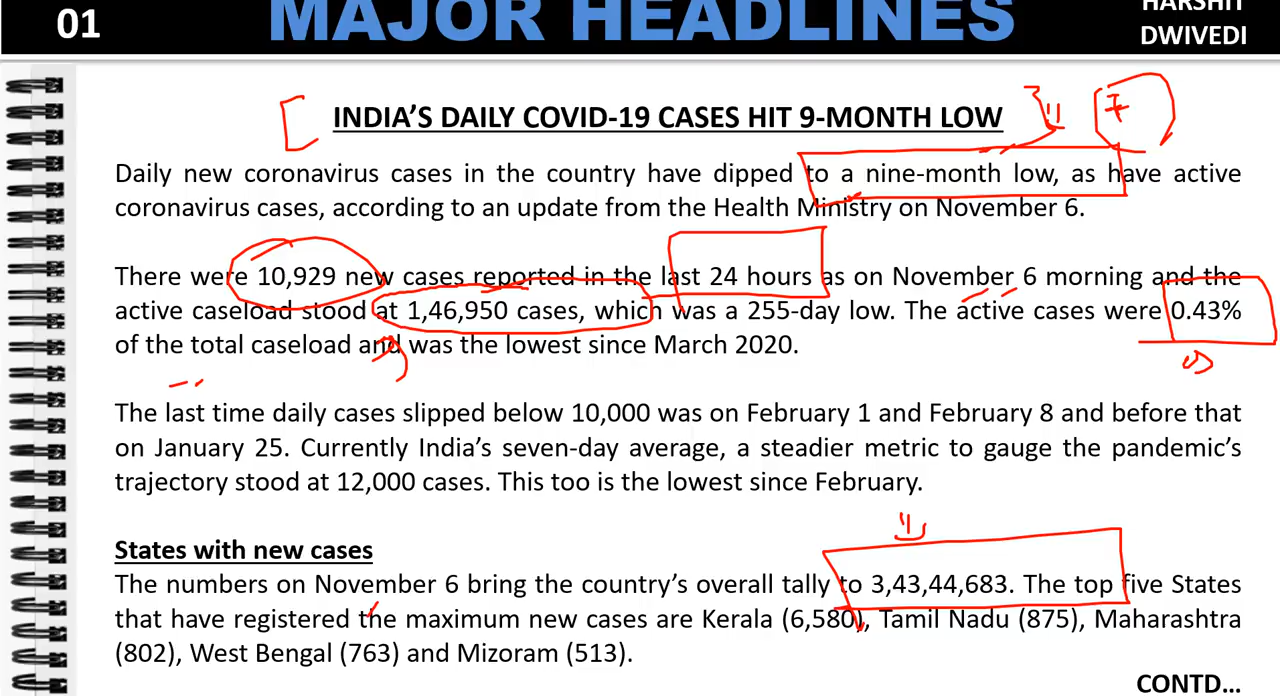 01
MAJOR HEADLINES
HARSHIT
DWIVEDI
INDIA'S DAILY COVID-19 CASES HIT 9-MONTH LOW
7
Daily new coronavirus cases in the country have dipped to a nine-month low, as have active
coronavirus cases, according to an update from the Health Ministry on November 6.
There were 10,929 new cases reported in the last 24 hours as on November 6 morning and the
active caseload stood at 1,46,950 cases, which was a 255-day low. The active cases were 0.43%
of the total caseload and was the lowest since March 2020.
The last time daily cases slipped below 10,000 was on February 1 and February 8 and before that
on January 25. Currently India's seven-day average, a steadier metric to gauge the pandemic's
trajectory stood at 12,000 cases. This too is the lowest since February.
States with new cases
The numbers on November 6 bring the country's overall tally to 3,43,44,683. The top five States
that have registered the maximum new cases are Kerala (6,580), Tamil Nadu (875), Maharashtra
(802), West Bengal (763) and Mizoram (513).
CONTD...